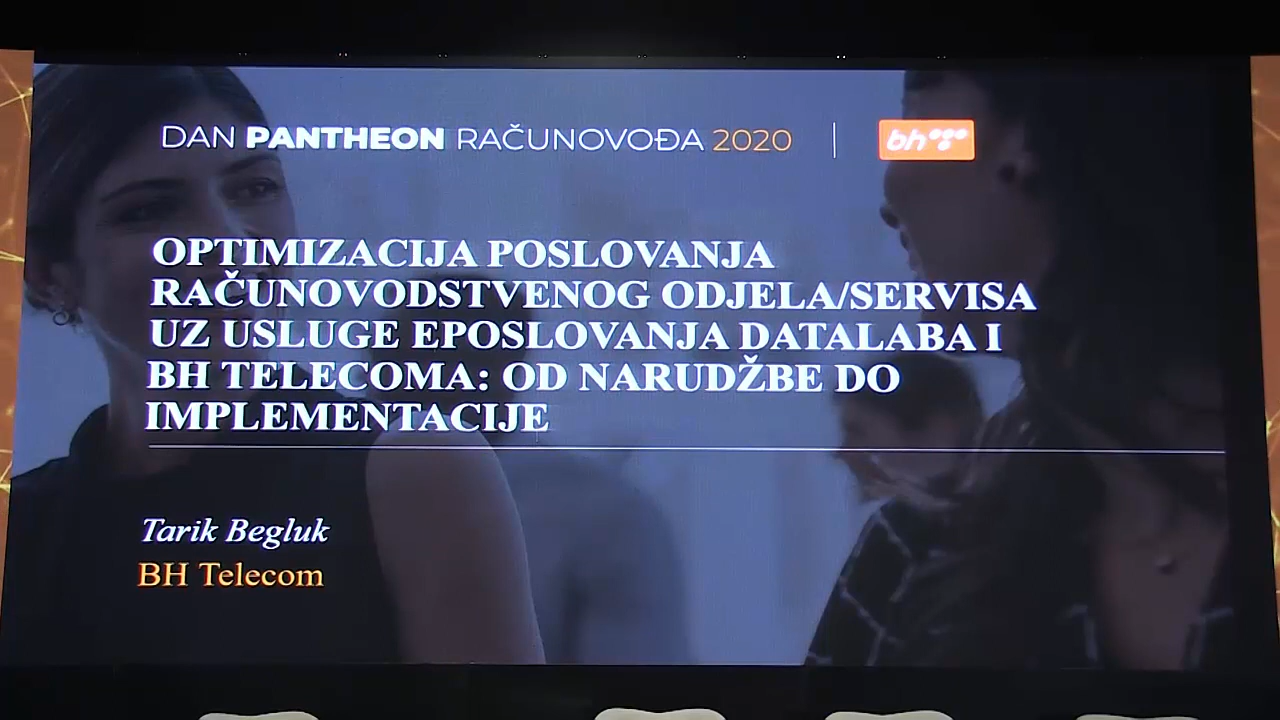 DAN PANTHEON RAČUNOVOĐA 2020
bh
OPTIMIZACIJA POSLOVANJA
RAČUNOVODSTVENOG ODJELA/SERVISA
UZ USLUGE EPOSLOVANJA DATALABA I
BH TELECOMA: OD NARUDŽBE DO
IMPLEMENTACIJE
Tarik Begluk
BH Telecom